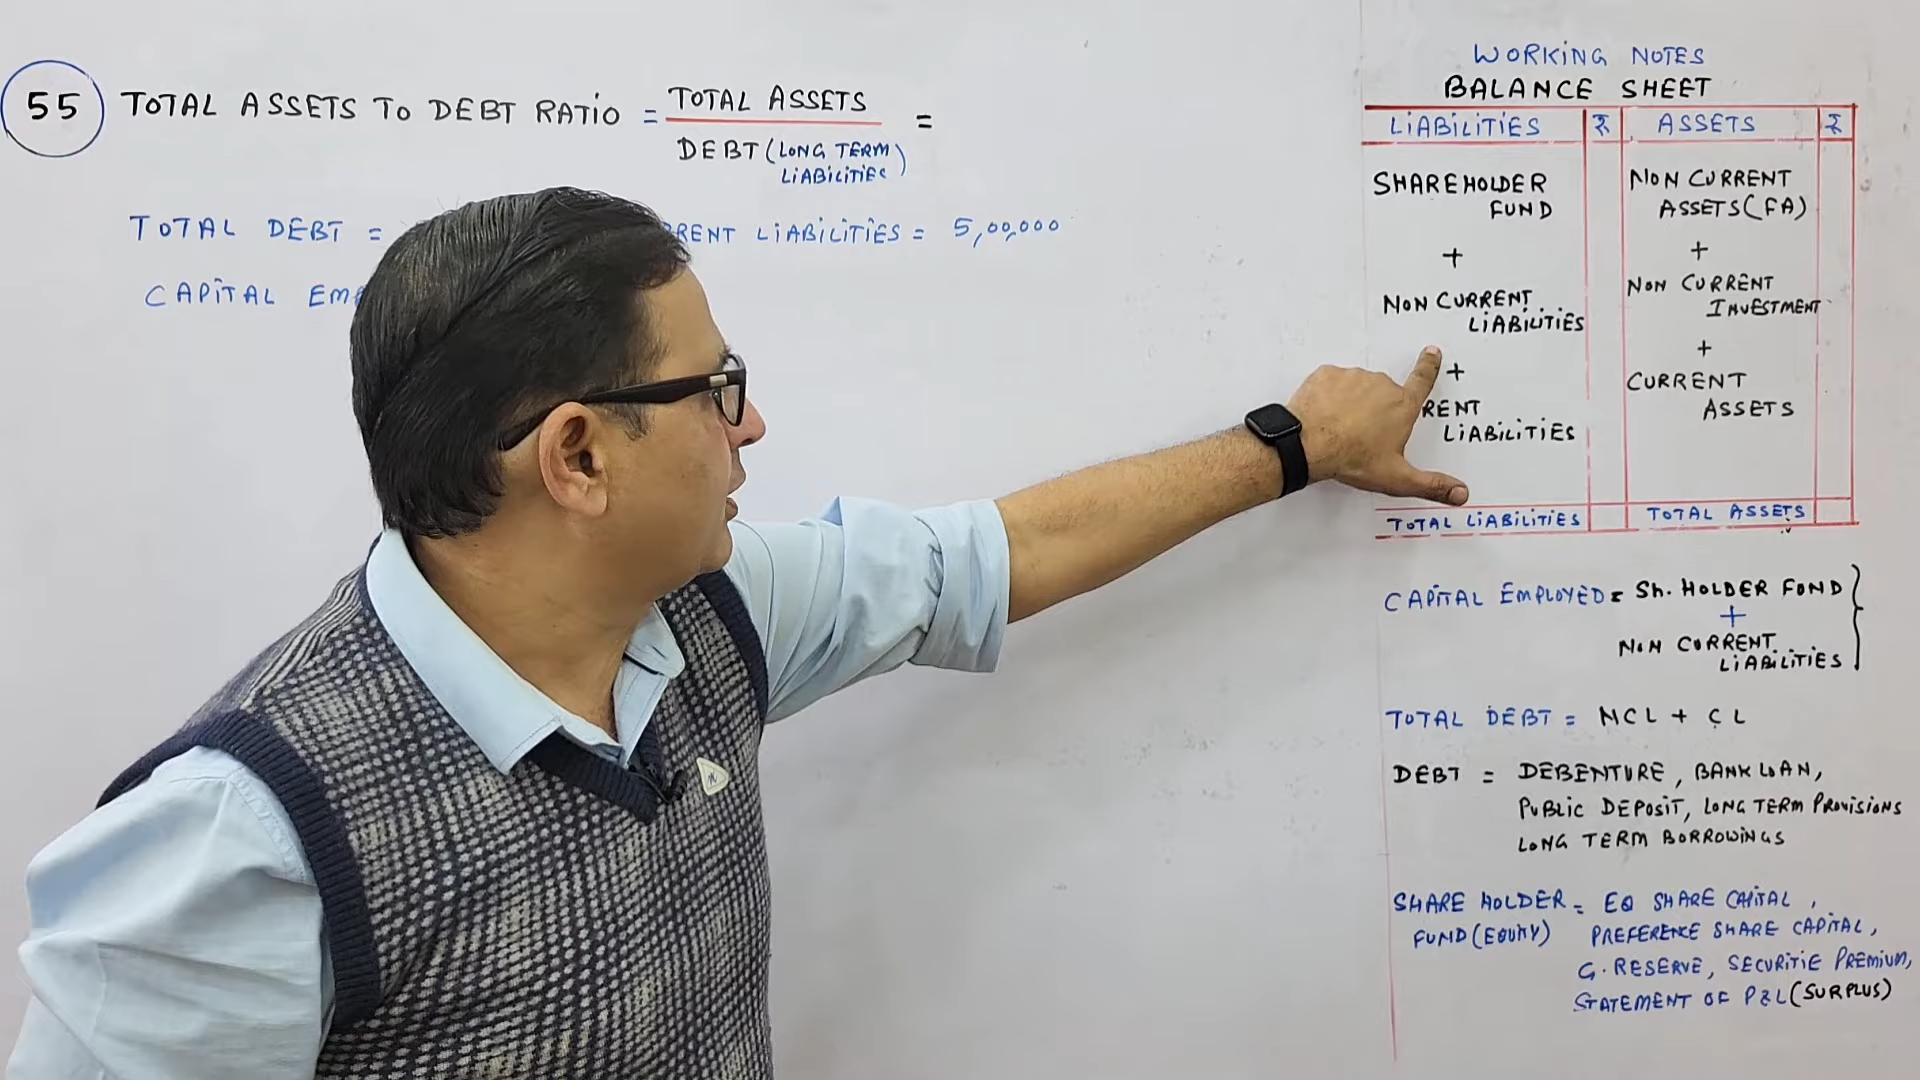 55 TOTAL ASSETS TO DEBT RATIO = TOTAL ASSETS =
DEBT (LONG TERM
LIABILITIES)
TOTAL DEBT = LIABILITIES = 5,00,000
CAPITAL
WORKING NOTES
BALANCE SHEET
LIABILITIES ₹ ASSETS ₹
SHAREHOLDER
FUND
+
NON CURRENT
LIABILITIES
+
LIABILITIES
TOTAL LIABILITIES
NON CURRENT
ASSETS (FA)
+
NON CURRENT
INVESTMENT
+
CURRENT
ASSETS
TOTAL ASSETS
CAPITAL EMPLOYED = SH. HOLDER FOND
+
NON CURRENT
LIABILITIES
TOTAL DEBT = NCL + CL
DEBT = DEBENTURE, BANK LOAN,
PUBLIC DEPOSIT, LONG TERM PROVISIONS
LONG TERM BORROWINGS
SHARE HOLDER = EQ SHARE CAPITAL,
FUND (EQUITY) PREFERENCE SHARE CAPITAL,
G. RESERVE, SECURITIE PREMIUM,
STATEMENT OF P&L (SURPLUS)